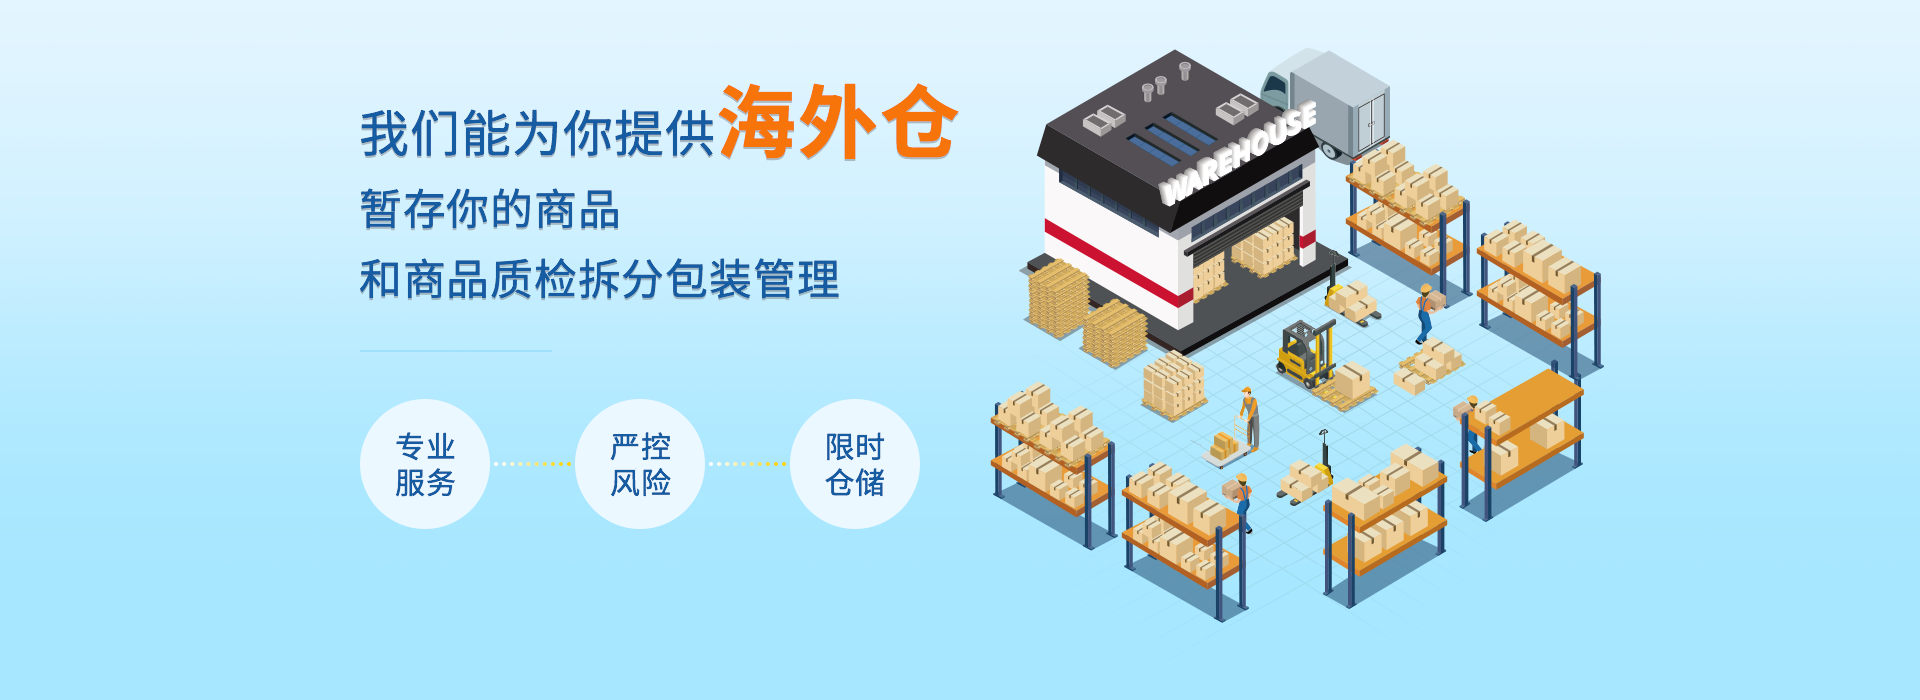 我们能为你提供海外仓
暂存你的商品
和商品质检拆分包装管理
专业
服务
严控
风险
限时
仓储
WAREHOUSE